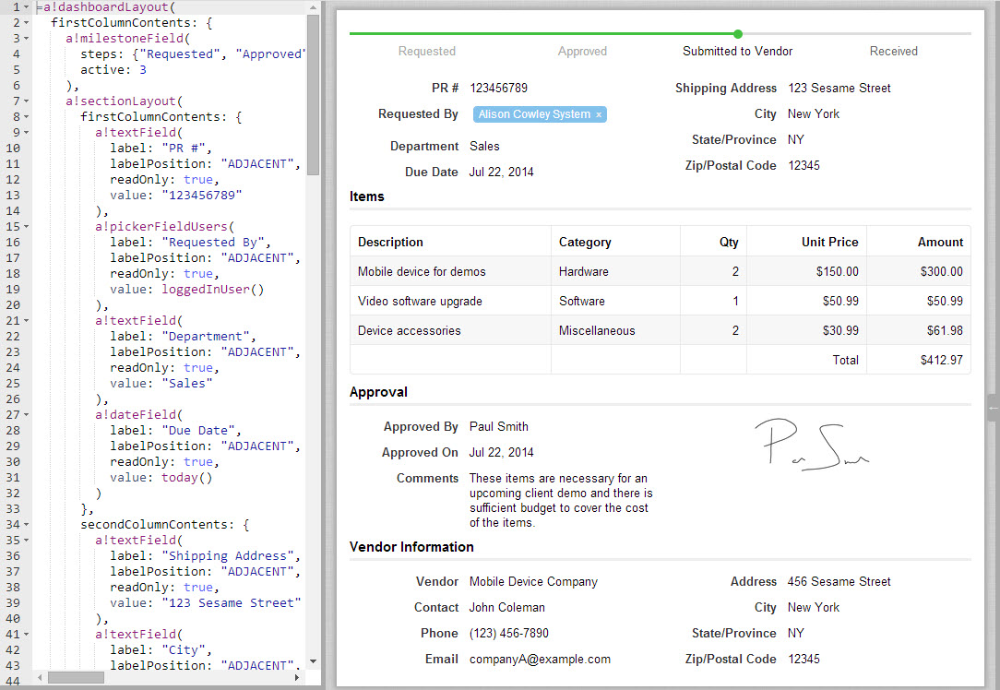 1 =a!dashboardLayout(
2 firstColumnContents: {
3 a!milestoneField(
4 steps: {"Requested", "Approved"
5 active: 3
6 ),
7 a!sectionLayout(
8 firstColumnContents: {
9 a!textField(
10 label: "PR #",
11 labelPosition: "ADJACENT",
12 readOnly: true,
13 value: "123456789"
14 ),
15 a!pickerFieldUsers(
16 label: "Requested By",
17 labelPosition: "ADJACENT",
18 readOnly: true,
19 value: loggedInUser()
20 ),
21 a!textField(
22 label: "Department",
23 labelPosition: "ADJACENT",
24 readOnly: true,
25 value: "Sales"
26 ),
27 a!dateField(
28 label: "Due Date",
29 labelPosition: "ADJACENT",
30 readOnly: true,
31 value: today()
32 )
33 },
34 secondColumnContents: {
35 a!textField(
36 label: "Shipping Address",
37 labelPosition: "ADJACENT",
38 readOnly: true,
39 value: "123 Sesame Street"
40 ),
41 a!textField(
42 label: "City",
43 labelPosition: "ADJACENT",
44
Requested Approved Submitted to Vendor Received
PR # 123456789 Shipping Address 123 Sesame Street
Requested By Alison Cowley System × City New York
State/Province NY
Department Sales
Zip/Postal Code 12345
Due Date Jul 22, 2014
Items
Description Category Qty Unit Price Amount
Mobile device for demos Hardware 2 $150.00 $300.00
Video software upgrade Software 1 $50.99 $50.99
Device accessories Miscellaneous 2 $30.99 $61.98
Total $412.97
Approval
Approved By Paul Smith
Approved On Jul 22, 2014
Comments These items are necessary for an
upcoming client demo and there is
sufficient budget to cover the cost
of the items.
Vendor Information
Vendor Mobile Device Company Address 456 Sesame Street
Contact John Coleman City New York
Phone (123) 456-7890 State/Province NY
Email companyA@example.com Zip/Postal Code 12345